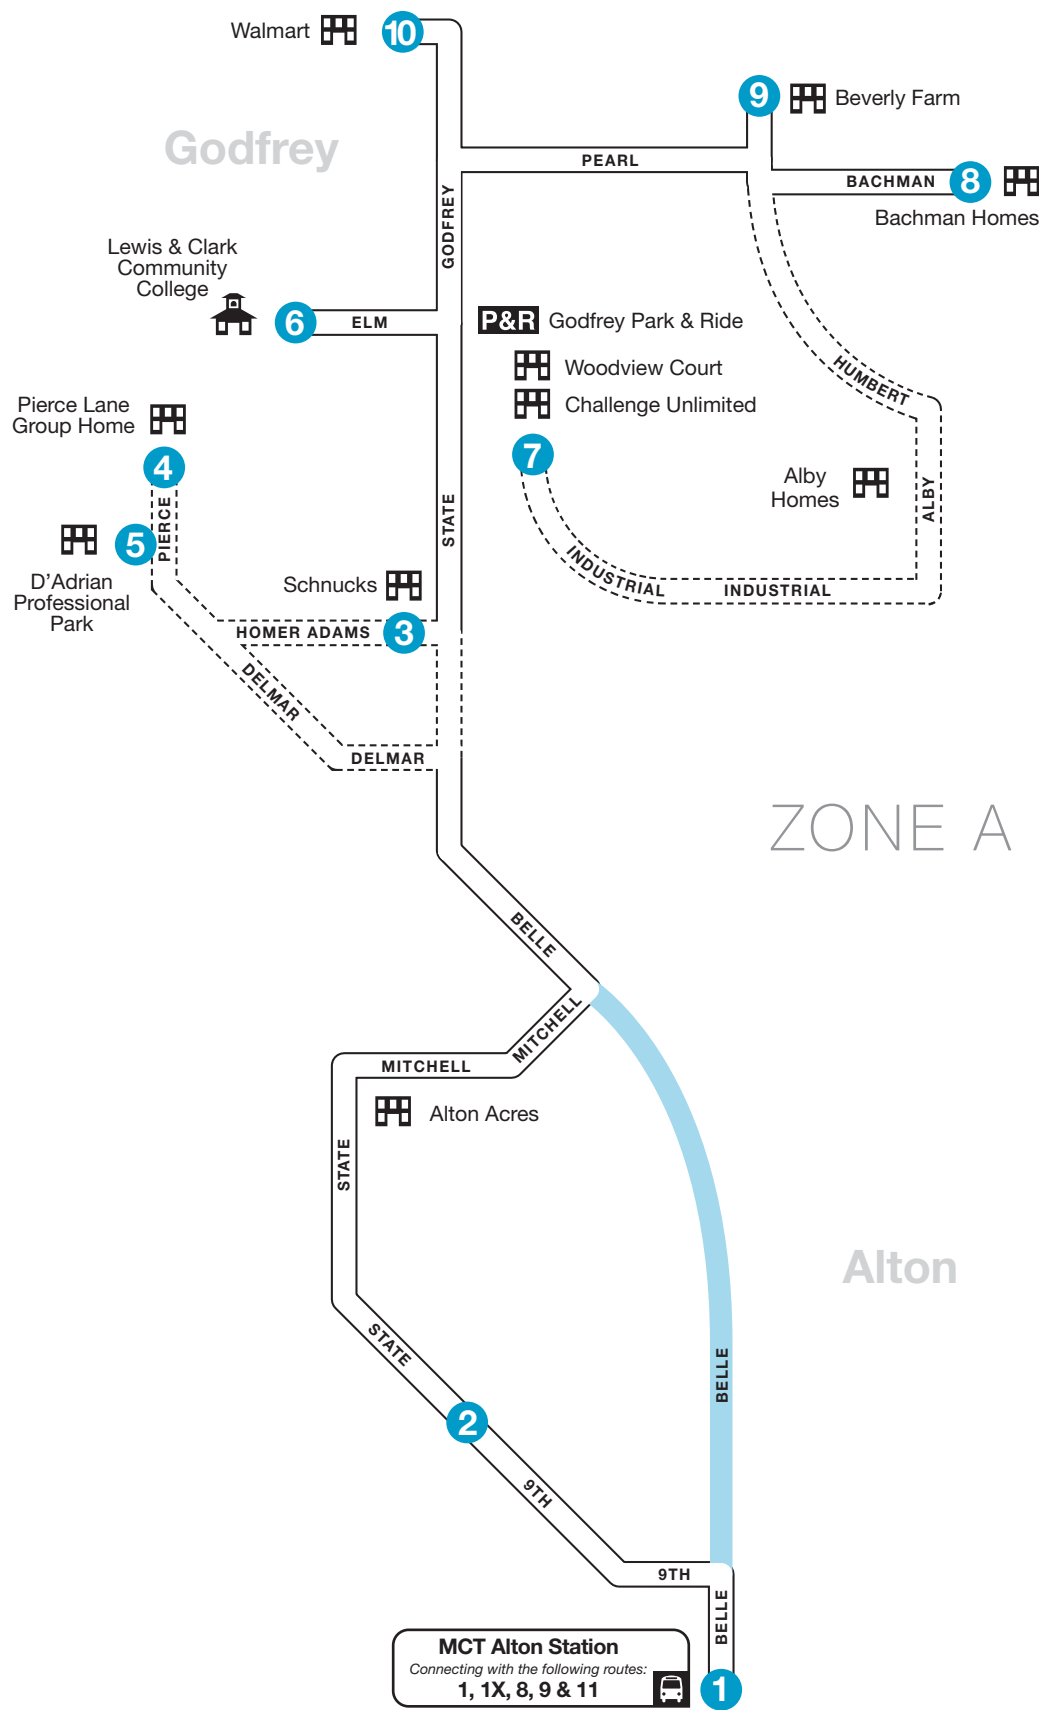 Walmart
10
9
Beverly Farm
Godfrey
PEARL
BACHMAN
8
Bachman Homes
GODFREY
Lewis & Clark
Community
College
6
ELM
P&R
Godfrey Park & Ride
Woodview Court
Challenge Unlimited
HUMBERT
Pierce Lane
Group Home
4
7
Alby
Homes
ALBY
STATE
PIERCE
5
D'Adrian
Professional
Park
Schnucks
INDUSTRIAL
INDUSTRIAL
HOMER ADAMS
3
DELMAR
DELMAR
ZONE A
BELLE
MITCHELL
MITCHELL
Alton Acres
STATE
Alton
STATE
BELLE
2
9TH
9TH
BELLE
MCT Alton Station
Connecting with the following routes:
1, 1X, 8, 9 & 11
1